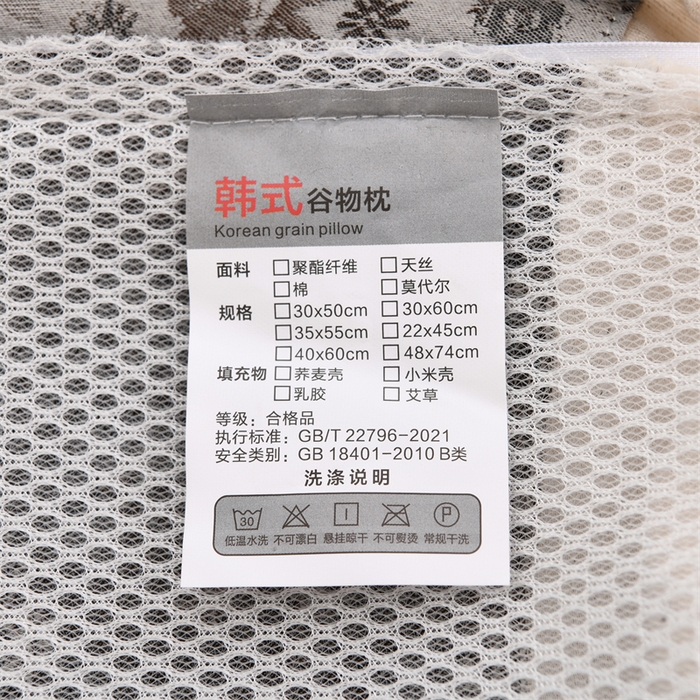 韩式谷物枕
Korean grain pillow
面料 □聚酯纤维 □天丝
□棉 □莫代尔
规格 □30x50cm □30x60cm
□35x55cm □22x45cm
□40x60cm □48x74cm
填充物 □荞麦壳 □小米壳
□乳胶 □艾草
等级：合格品
执行标准：GB/T 22796-2021
安全类别：GB 18401-2010 B类
洗涤说明
30 P
低温水洗 不可漂白 悬挂晾干 不可熨烫 常规干洗